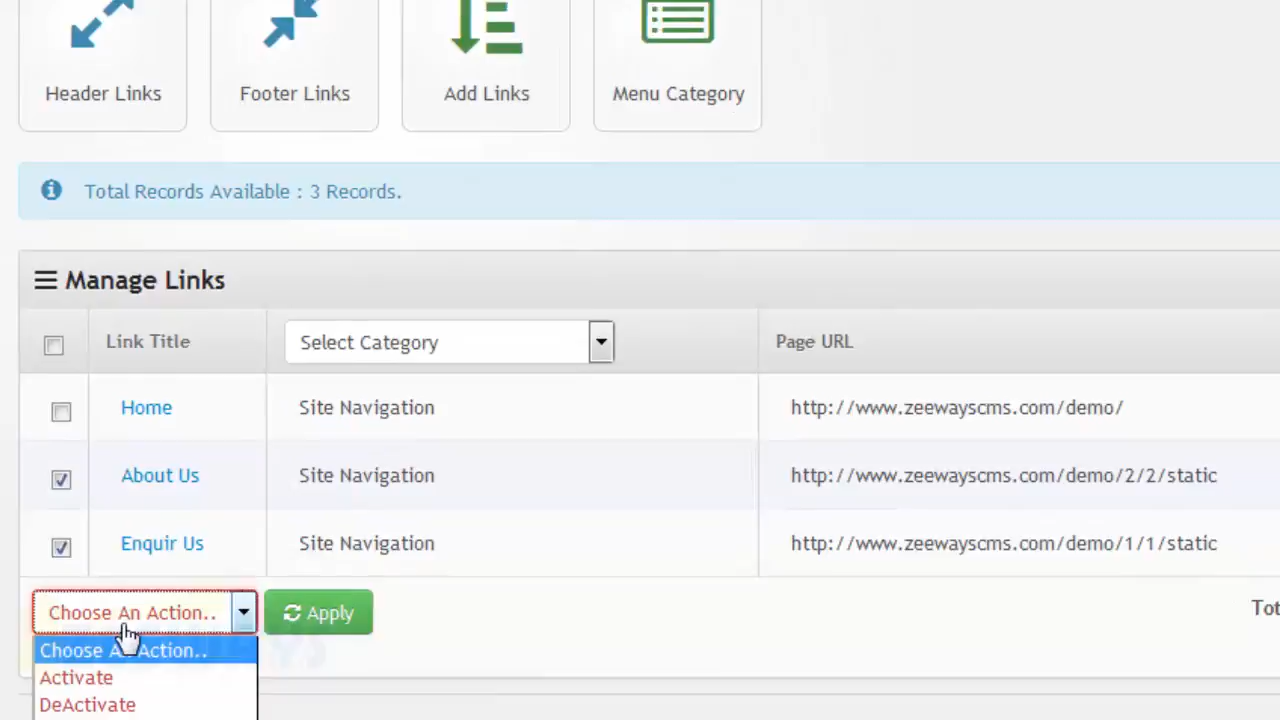 Header Links
Footer Links
Add Links
Menu Category
Total Records Available : 3 Records.
Manage Links
Link Title
Select Category
Page URL
Home
Site Navigation
http://www.zeewayscms.com/demo/
About Us
Site Navigation
http://www.zeewayscms.com/demo/2/2/static
Enquir Us
Site Navigation
http://www.zeewayscms.com/demo/1/1/static
Choose An Action..
Apply
Tot
Choose An Action..
Activate
DeActivate